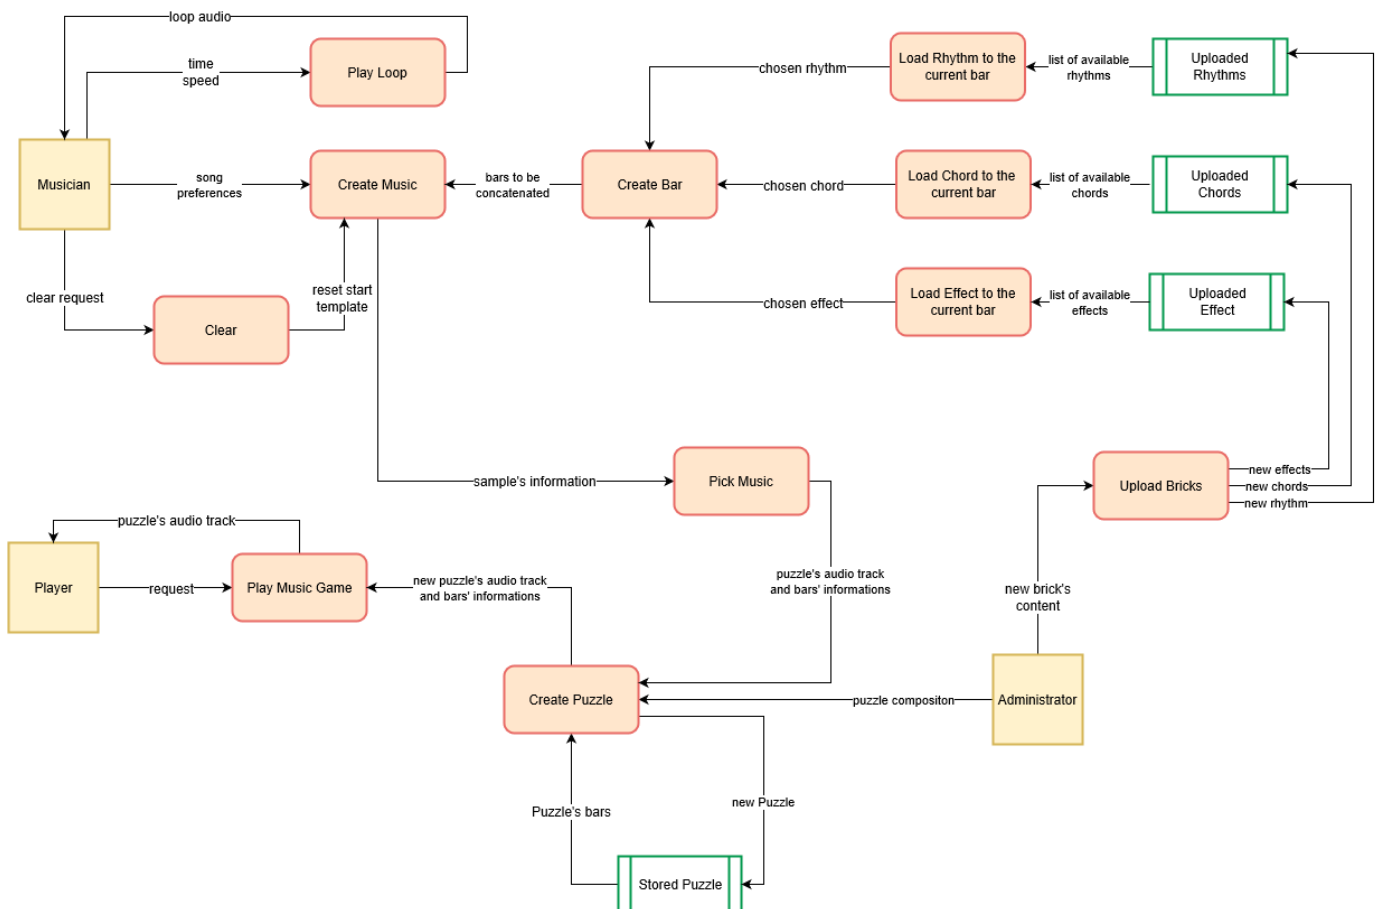 loop audio
time
speed
Play Loop
chosen rhythm
Load Rhythm to the
current bar
list of available
rhythms
Uploaded
Rhythms
Musician
song
preferences
Create Music
bars to be
concatenated
Create Bar
chosen chord
Load Chord to the
current bar
list of available
chords
Uploaded
Chords
clear request
Clear
reset start
template
chosen effect
Load Effect to the
current bar
list of available
effects
Uploaded
Effect
sample's information
Pick Music
Upload Bricks
new effects
new chords
new rhythm
puzzle's audio track
Player
request
Play Music Game
new puzzle's audio track
and bars' informations
puzzle's audio track
and bars' informations
new brick's
content
Create Puzzle
puzzle compositon
Administrator
Puzzle's bars
new Puzzle
Stored Puzzle